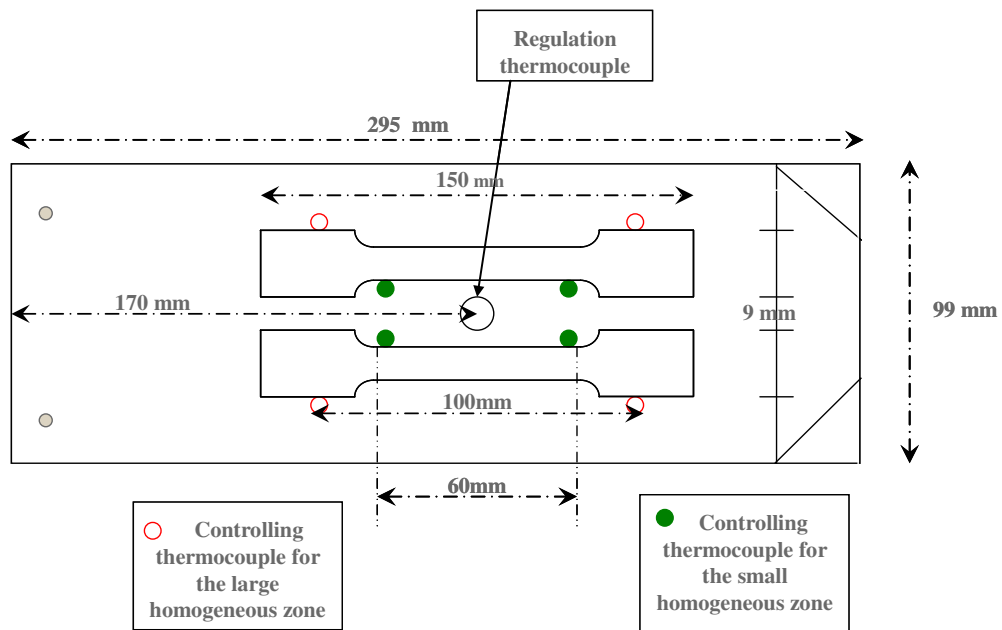 Regulation
thermocouple
295 mm
150 mm
170 mm
9 mm
99 mm
100mm
60mm
Controlling
thermocouple for
the large
homogeneous zone
Controlling
thermocouple for
the small
homogeneous zone